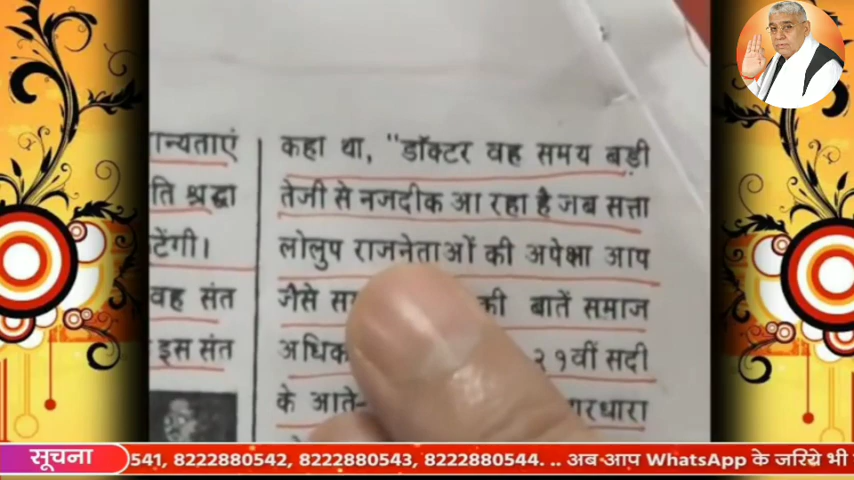 न्यताएं
ति श्रद्धा
टेंगी।
वह संत
इस संत
कहा था, "डॉक्टर वह समय बड़ी
तेजी से नजदीक आ रहा है जब सत्ता
लोलुप राजनेताओं की अपेक्षा आप
जैसे की बातें समाज
अधिक २१वीं सदी
के आते-
सूचना
541, 8222880542, 8222880543, 8222880544. .. अब आप WhatsApp के जरिये भी